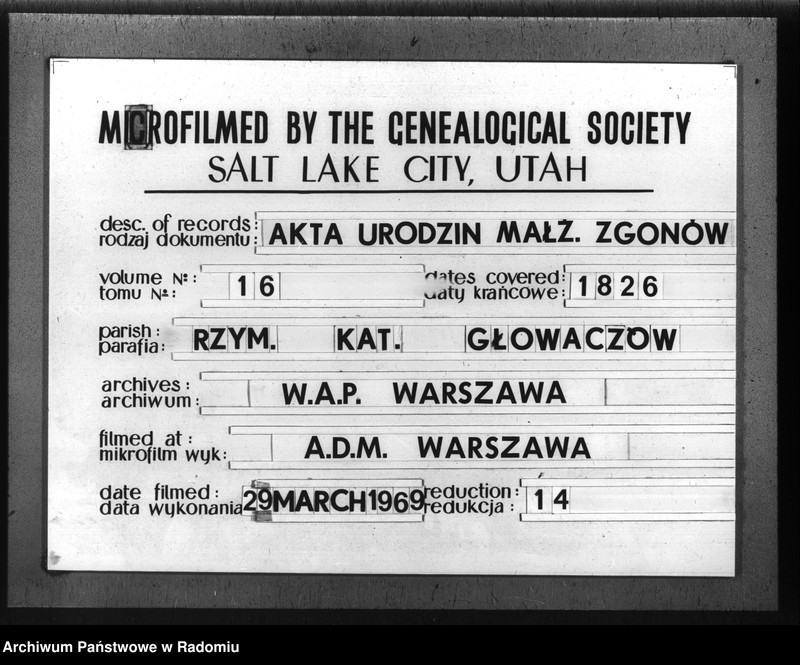 MICROFILMED BY THE GENEALOGICAL SOCIETY
SALT LAKE CITY, UTAH
desc. of records: AKTA URODZIN MAŁŻ. ZGONÓW
rodzaj dokumentu:
volume №: 16 dates covered: 1826
tomu №: daty krańcowe:
parish: RZYM. KAT. GŁOWACZÓW
parafia:
archives: W.A.P. WARSZAWA
archiwum:
filmed at: A.D.M. WARSZAWA
mikrofilm wyk:
date filmed: 29 MARCH 1969 reduction: 14
data wykonania redukcja:
Archiwum Państwowe w Radomiu